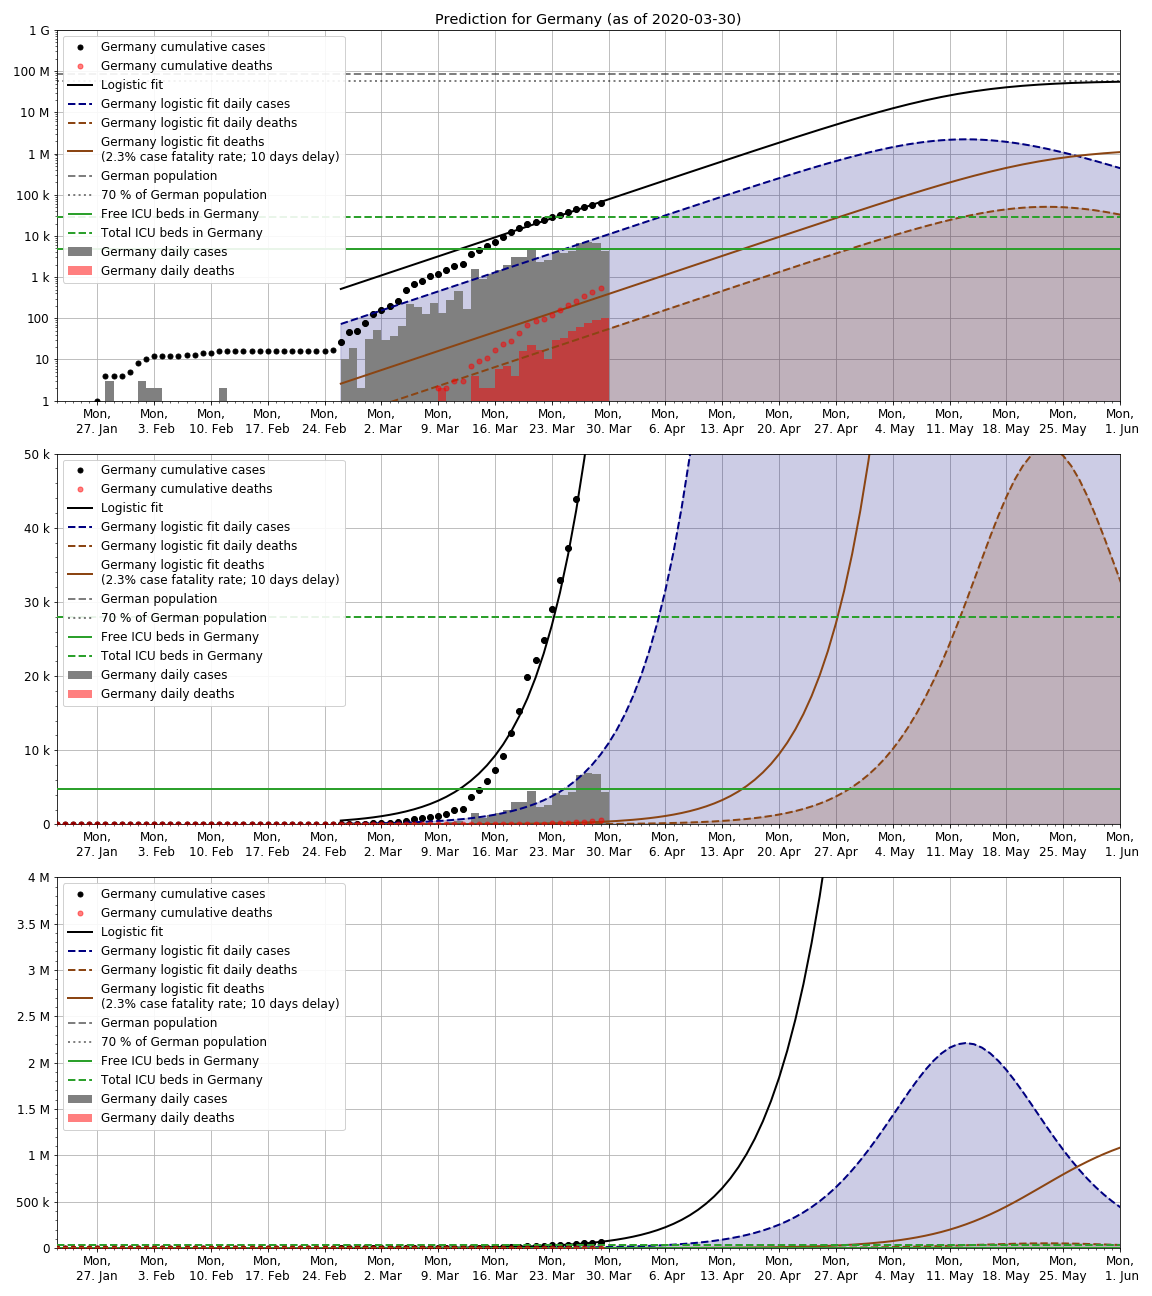 Prediction for Germany (as of 2020-03-30)
1 G
100 M
10 M
1 M
100 k
10 k
1 k
100
10
1
Germany cumulative cases
Germany cumulative deaths
Logistic fit
Germany logistic fit daily cases
Germany logistic fit daily deaths
Germany logistic fit deaths
(2.3% case fatality rate; 10 days delay)
German population
70 % of German population
Free ICU beds in Germany
Total ICU beds in Germany
Germany daily cases
Germany daily deaths
Mon, Mon, Mon, Mon, Mon, Mon, Mon, Mon, Mon, Mon, Mon, Mon, Mon, Mon, Mon, Mon, Mon, Mon, Mon
27. Jan 3. Feb 10. Feb 17. Feb 24. Feb 2. Mar 9. Mar 16. Mar 23. Mar 30. Mar 6. Apr 13. Apr 20. Apr 27. Apr 4. May 11. May 18. May 25. May 1. Jun
50 k
40 k
30 k
20 k
10 k
0
Germany cumulative cases
Germany cumulative deaths
Logistic fit
Germany logistic fit daily cases
Germany logistic fit daily deaths
Germany logistic fit deaths
(2.3% case fatality rate; 10 days delay)
German population
70 % of German population
Free ICU beds in Germany
Total ICU beds in Germany
Germany daily cases
Germany daily deaths
Mon, Mon, Mon, Mon, Mon, Mon, Mon, Mon, Mon, Mon, Mon, Mon, Mon, Mon, Mon, Mon, Mon, Mon, Mon,
27. Jan 3. Feb 10. Feb 17. Feb 24. Feb 2. Mar 9. Mar 16. Mar 23. Mar 30. Mar 6. Apr 13. Apr 20. Apr 27. Apr 4. May 11. May 18. May 25. May 1. Jun
4 M
3.5 M
3 M
2.5 M
2 M
1.5 M
1 M
500 k
0
Germany cumulative cases
Germany cumulative deaths
Logistic fit
Germany logistic fit daily cases
Germany logistic fit daily deaths
Germany logistic fit deaths
(2.3% case fatality rate; 10 days delay)
German population
70 % of German population
Free ICU beds in Germany
Total ICU beds in Germany
Germany daily cases
Germany daily deaths
Mon, Mon, Mon, Mon, Mon, Mon, Mon, Mon, Mon, Mon, Mon, Mon, Mon, Mon, Mon, Mon, Mon, Mon, Mon,
27. Jan 3. Feb 10. Feb 17. Feb 24. Feb 2. Mar 9. Mar 16. Mar 23. Mar 30. Mar 6. Apr 13. Apr 20. Apr 27. Apr 4. May 11. May 18. May 25. May 1. Jun